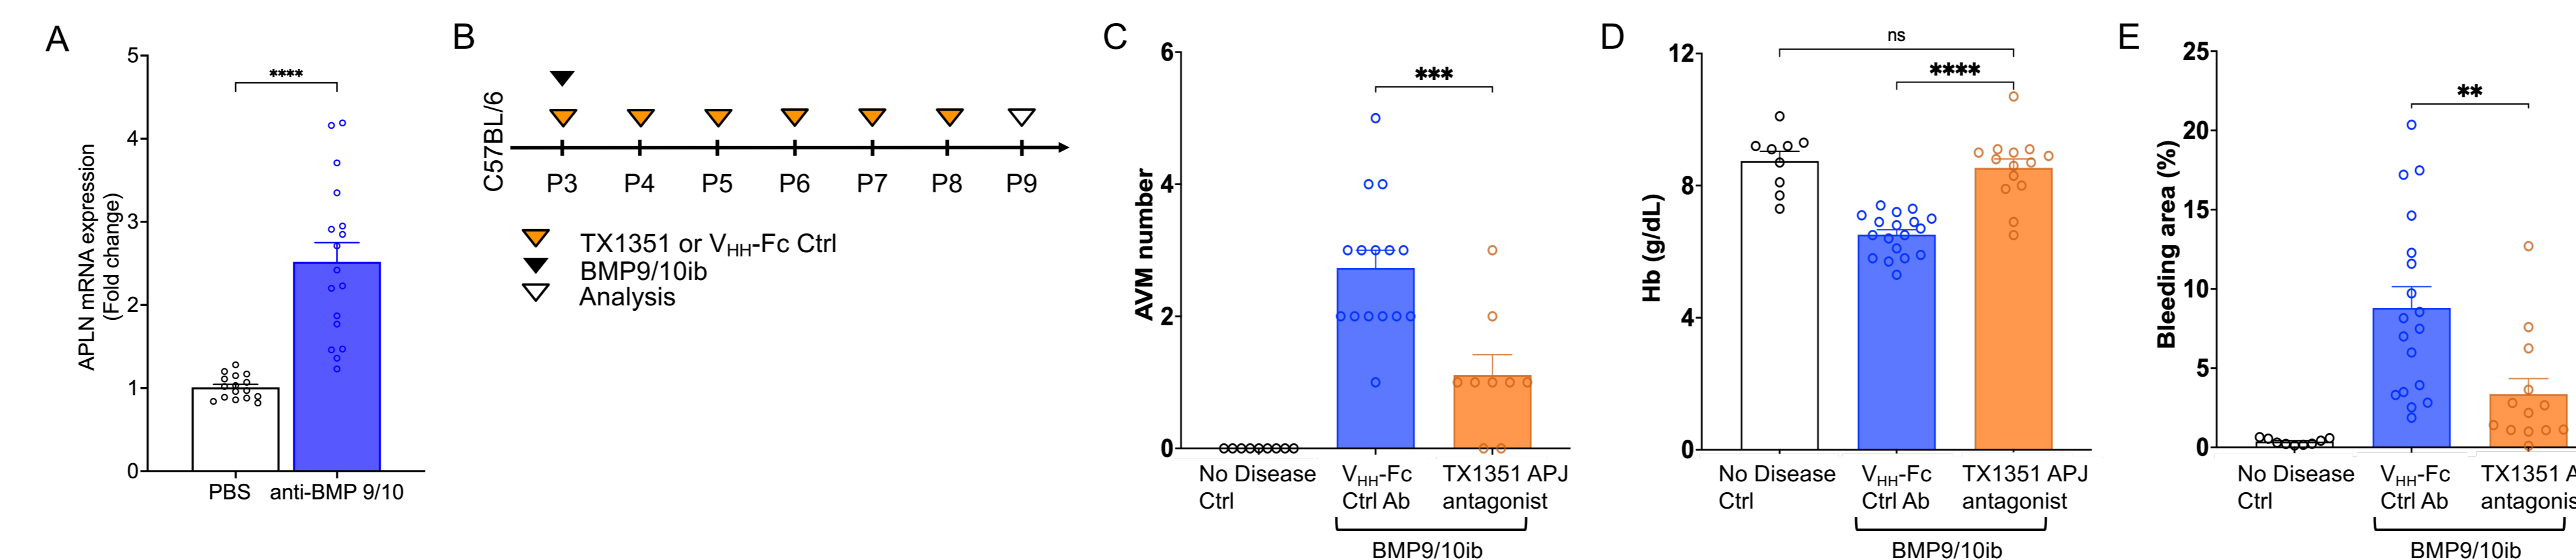 A
5
4
3
2
1
0
APLN mRNA expression
(Fold change)
****
PBS
anti-BMP 9/10
B
C57BL/6
P3 P4 P5 P6 P7 P8 P9
TX1351 or VHH-Fc Ctrl
BMP9/10ib
Analysis
C
6
4
2
0
AVM number
***
No Disease
Ctrl
VHH-Fc
Ctrl Ab
TX1351 APJ
antagonist
BMP9/10ib
D
12
8
4
0
Hb (g/dL)
ns
****
No Disease
Ctrl
VHH-Fc
Ctrl Ab
TX1351 APJ
antagonist
BMP9/10ib
E
25
20
15
10
5
0
Bleeding area (%)
**
No Disease
Ctrl
VHH-Fc
Ctrl Ab
TX1351 A
antagonis
BMP9/10ib